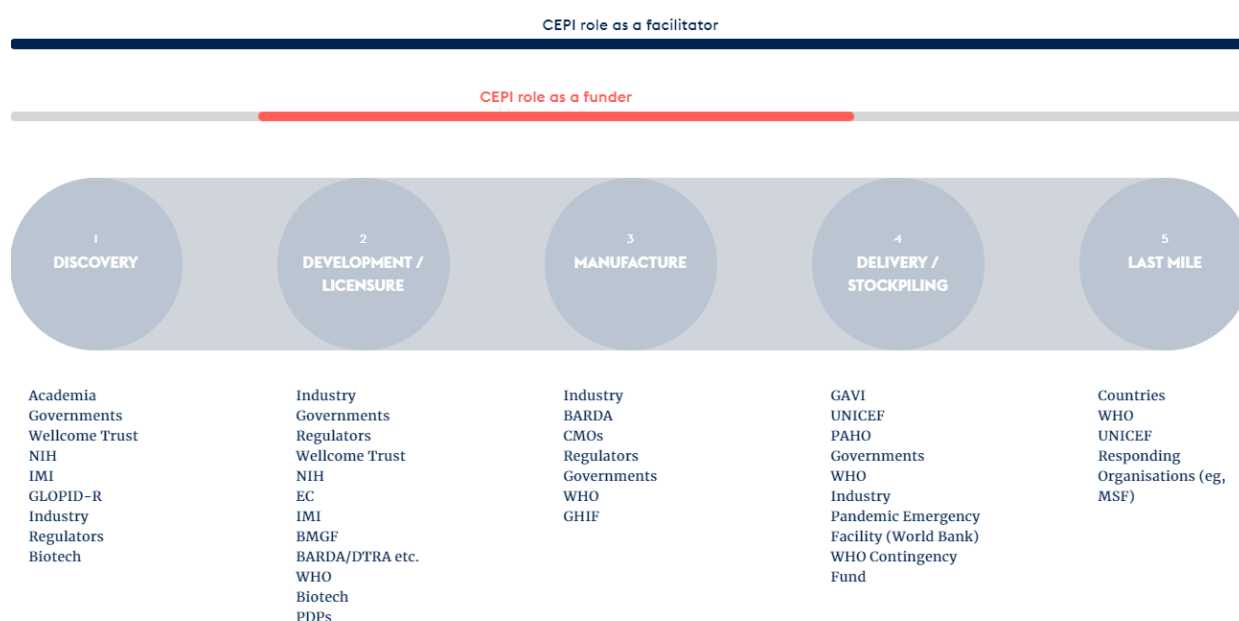 CEPI role as a facilitator
CEPI role as a funder
1
DISCOVERY
2
DEVELOPMENT /
LICENSURE
3
MANUFACTURE
4
DELIVERY /
STOCKPILING
5
LAST MILE
Academia
Governments
Wellcome Trust
NIH
IMI
GLOPID-R
Industry
Regulators
Biotech
Industry
Governments
Regulators
Wellcome Trust
NIH
EC
IMI
BMGF
BARDA/DTRA etc.
WHO
Biotech
PDPs
Industry
BARDA
CMOs
Regulators
Governments
WHO
GHIF
GAVI
UNICEF
PAHO
Governments
WHO
Industry
Pandemic Emergency
Facility (World Bank)
WHO Contingency
Fund
Countries
WHO
UNICEF
Responding
Organisations (eg,
MSF)